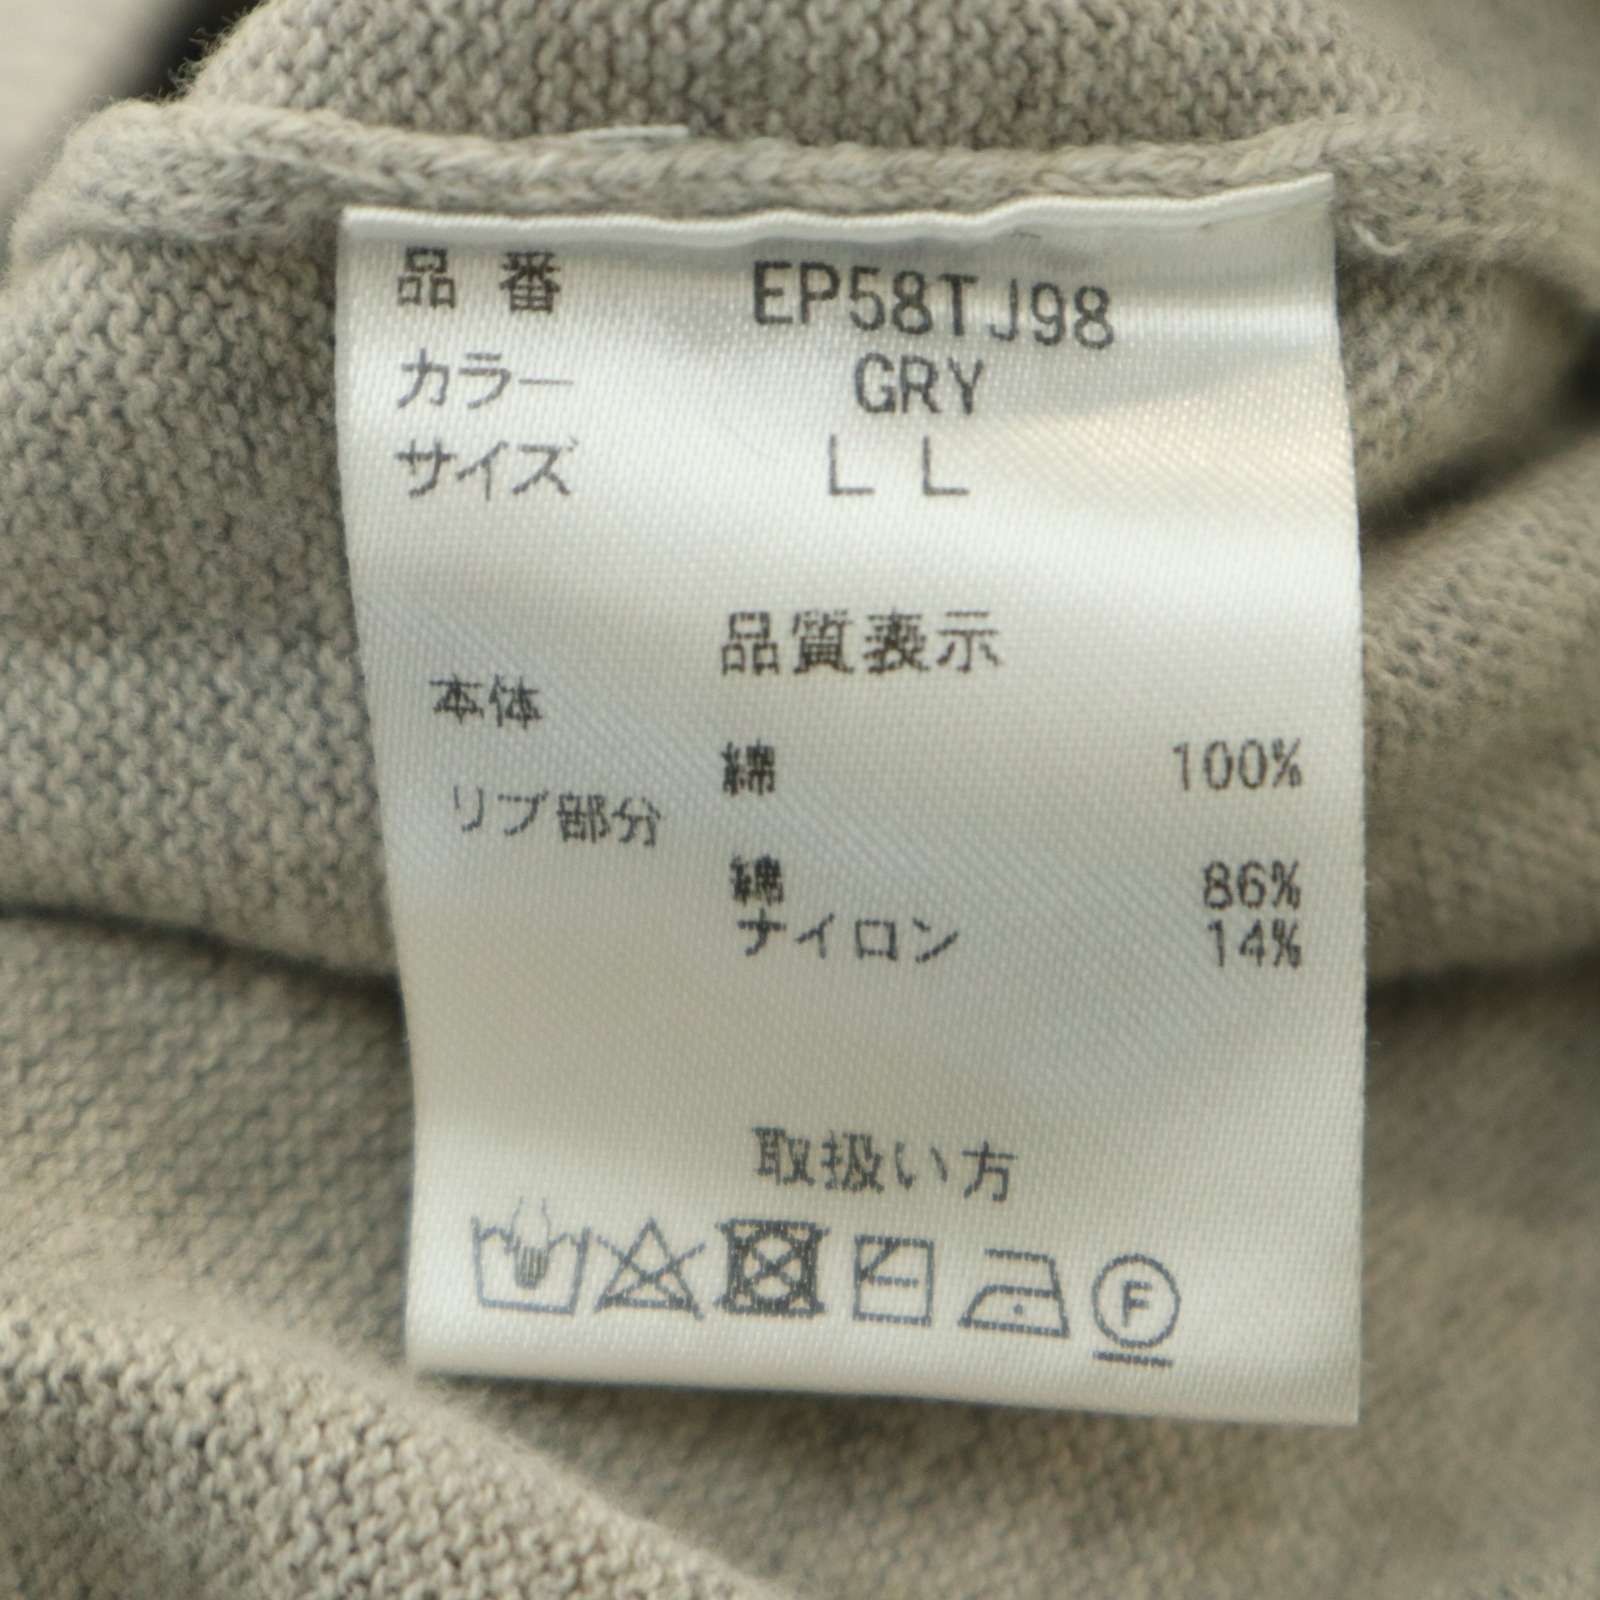 品番 EP58TJ98
カラー GRY
サイズ LL
品質表示
本体
綿 100%
リブ部分
綿 86%
ナイロン 14%
取扱い方
F